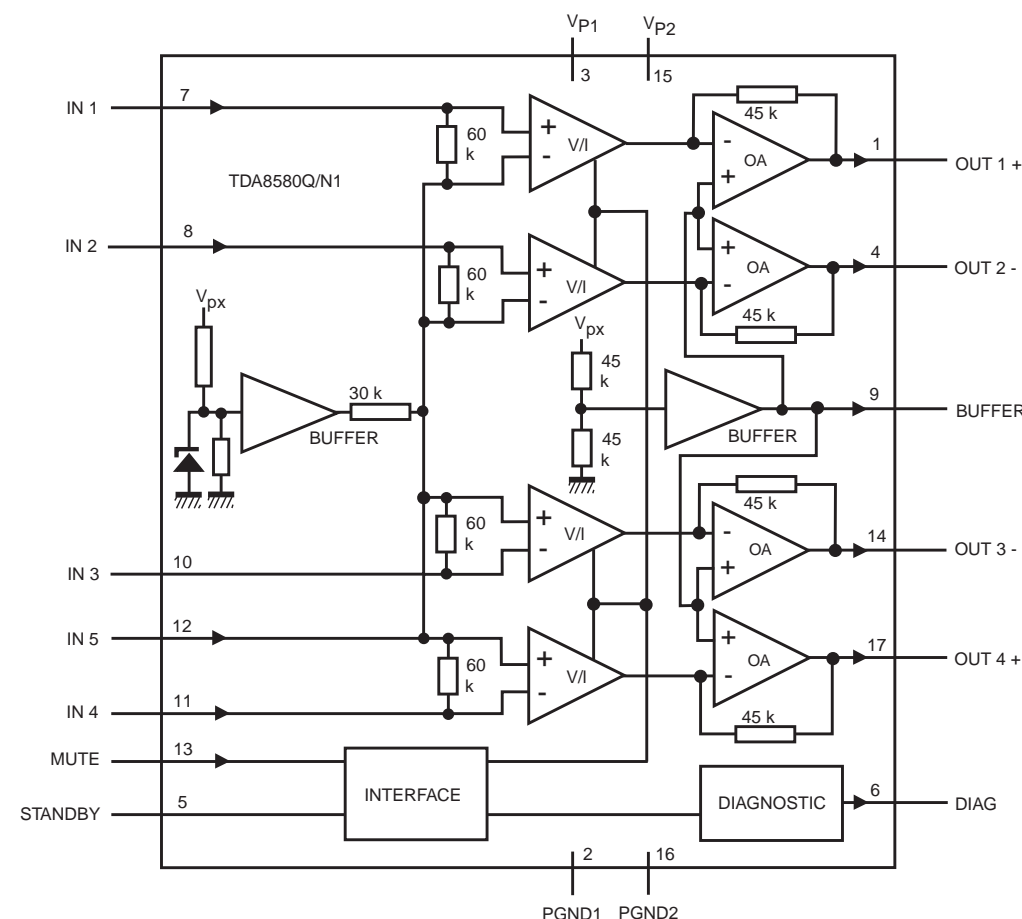 VP1
VP2
3
15
IN 1
7
60
k
+
-
V/I
45 k
-
+
OA
1
OUT 1 +
TDA8580Q/N1
IN 2
8
60
k
+
-
V/I
+
-
OA
4
OUT 2 -
45 k
Vpx
Vpx
45
k
30 k
BUFFER
45
k
BUFFER
9
BUFFER
60
k
+
-
V/I
45 k
-
+
OA
14
OUT 3 -
IN 3
10
IN 5
12
60
k
+
-
V/I
+
-
OA
17
OUT 4 +
IN 4
11
45 k
MUTE
13
INTERFACE
DIAGNOSTIC
6
DIAG
STANDBY
5
2
16
PGND1
PGND2